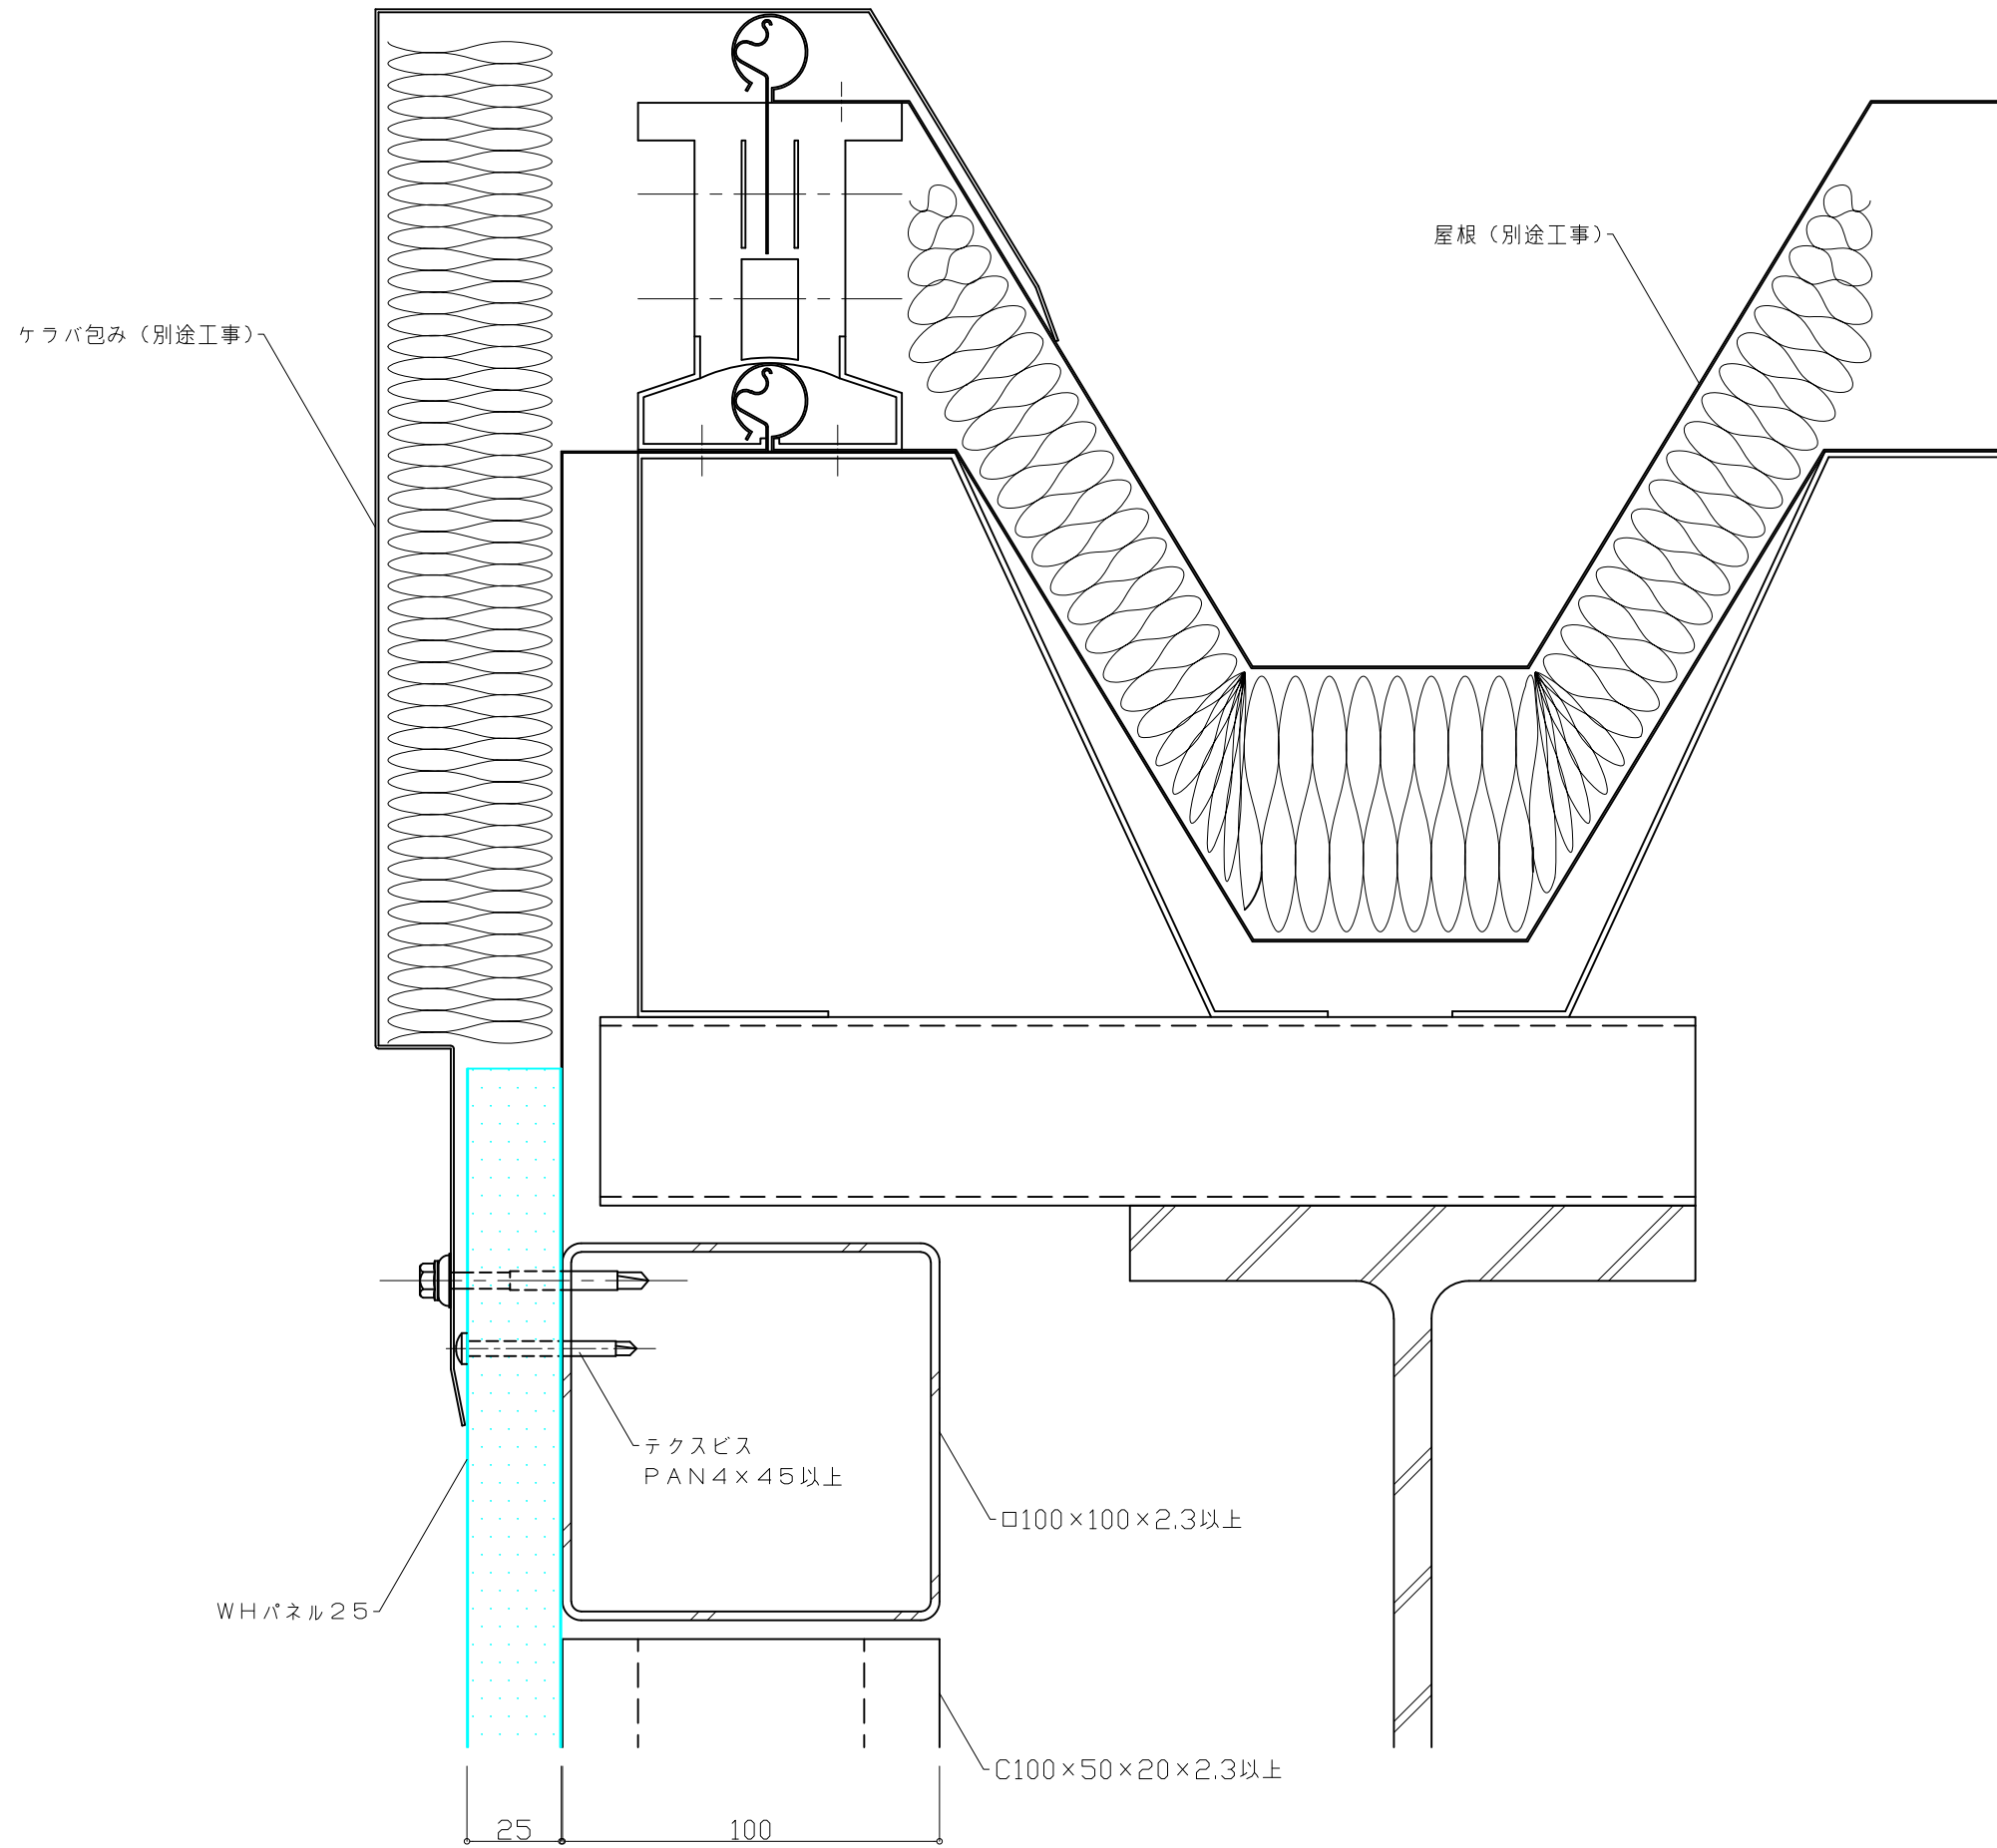 屋根（別途工事）
ケラバ包み（別途工事）
テクスビス
ＰＡＮ４×４５以上
□100×100×2.3以上
ＷＨパネル２５
C100×50×20×2.3以上
25
100